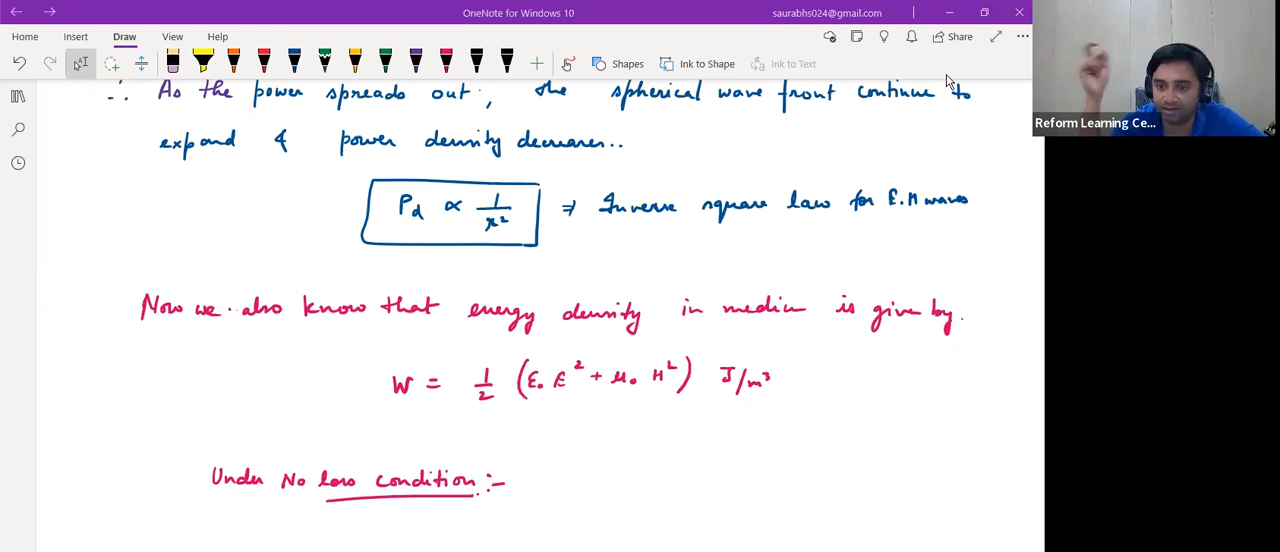 OneNote for Windows 10
saurabhs024@gmail.com
Home Insert Draw View Help
Share
Shapes
Ink to Shape
Ink to Text
Reform Learning Ce...
∴ As the power spreads out, the spherical wave front continue to
expand & power density decreases..
Pd ∝ 1/x² ⇒ Inverse square law for E.M waves
Now we also know that energy density in medium is given by.
W = 1/2 (ε₀ E² + μ₀ H²) J/m³
Under No loss condition :-